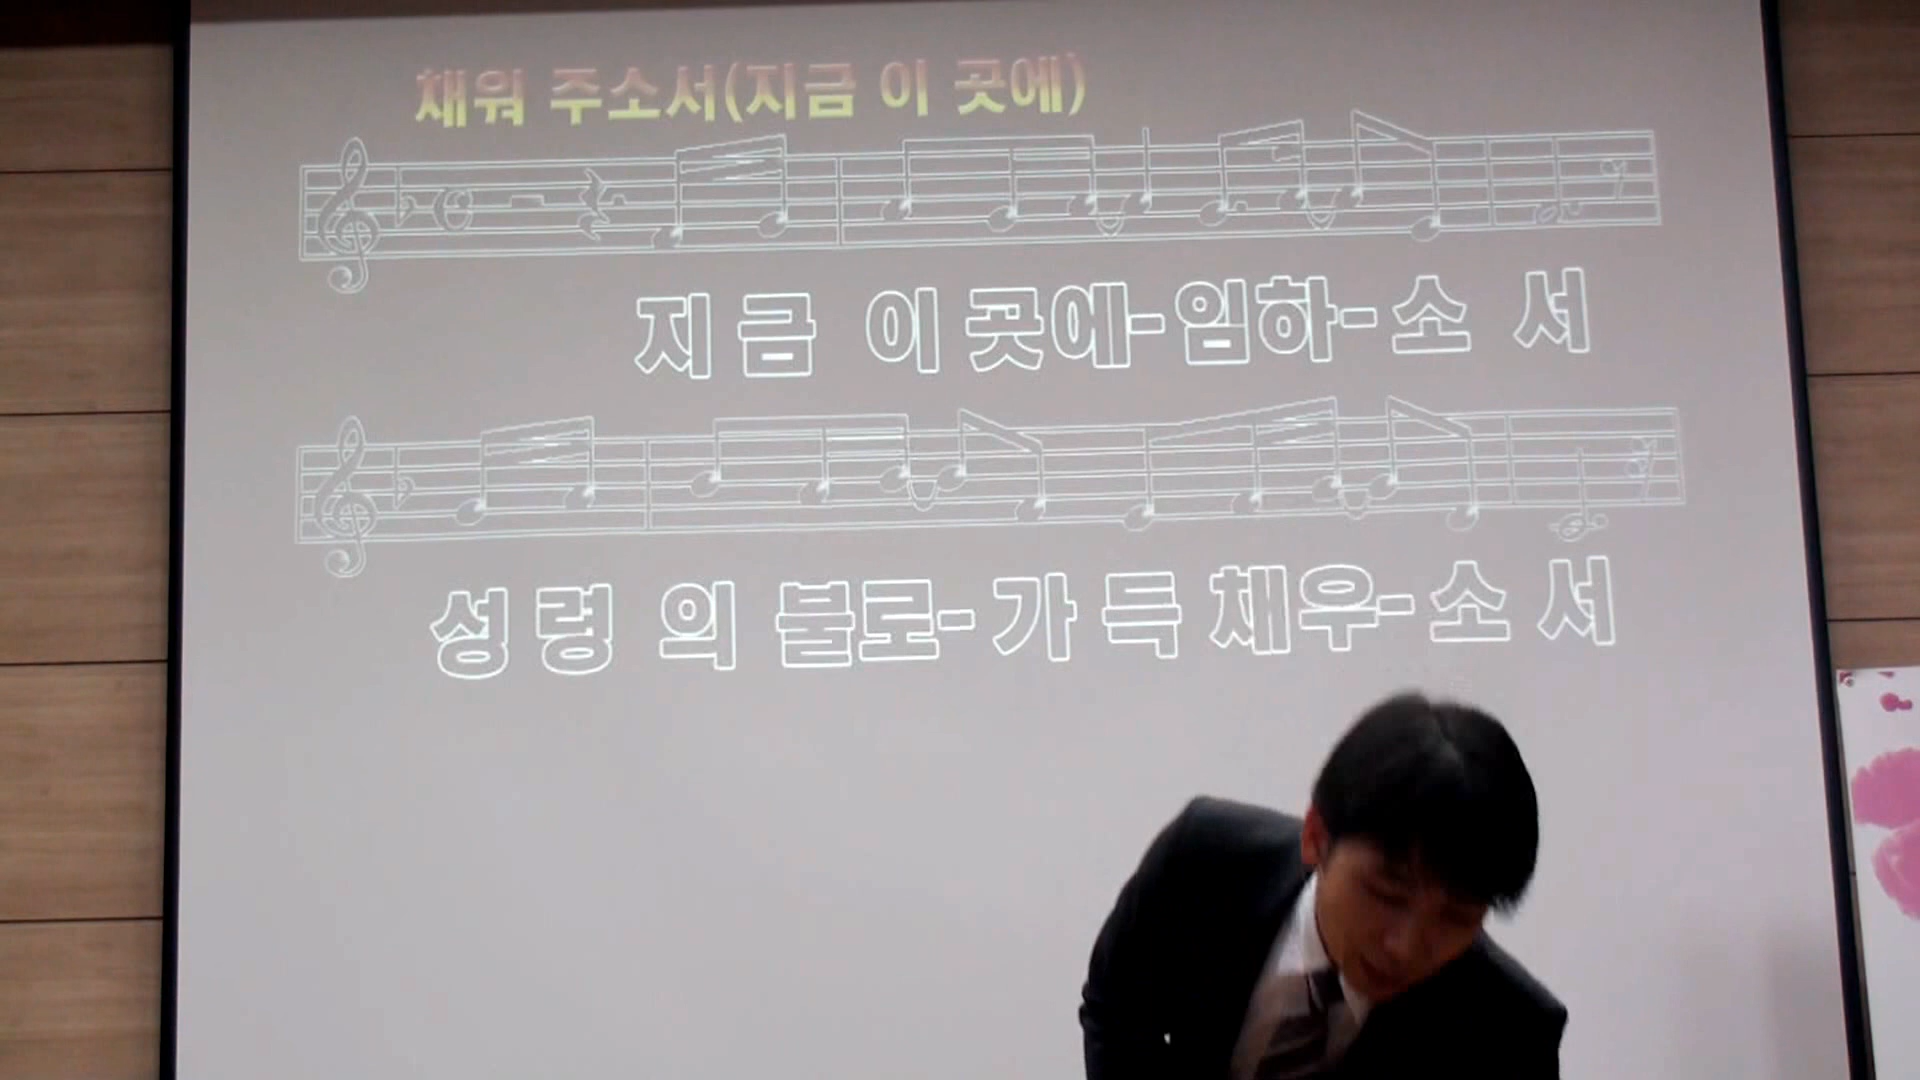 채워 주소서(지금 이 곳에)
지금 이곳에-임하-소 서
성령 의 불로-가 득 채우-소 서